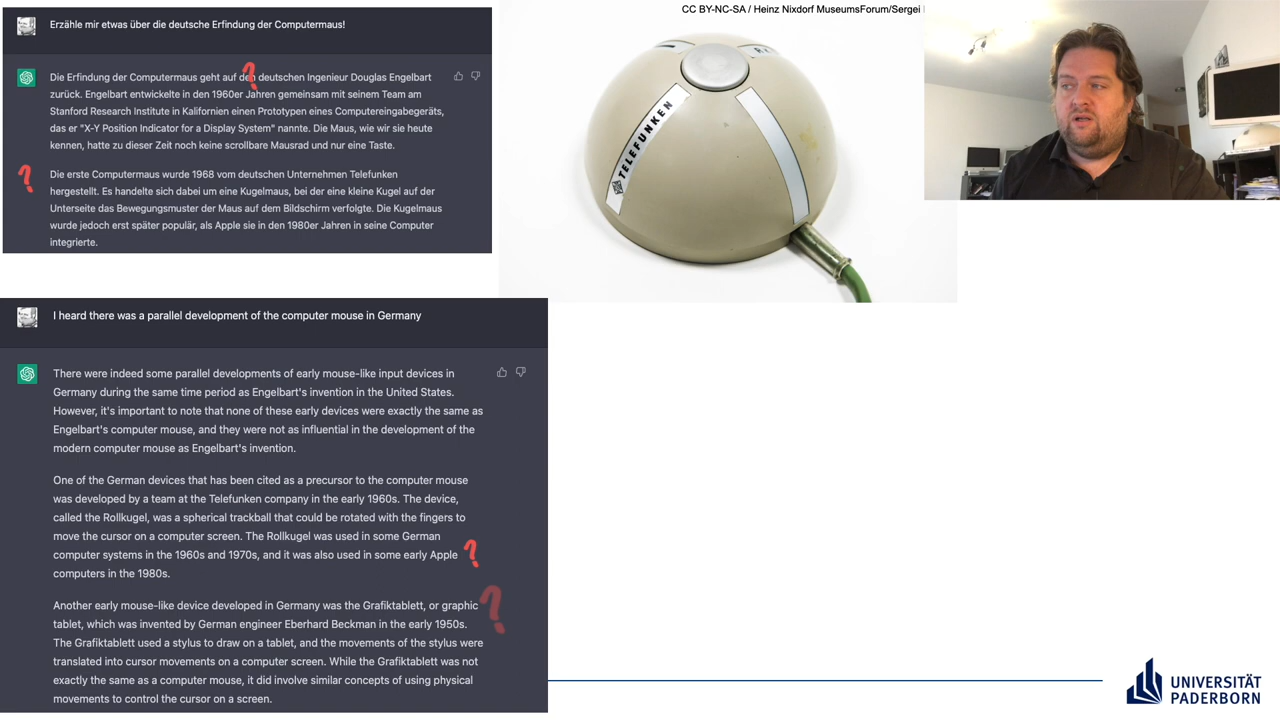 Erzähle mir etwas über die deutsche Erfindung der Computermaus!
Die Erfindung der Computermaus geht auf den deutschen Ingenieur Douglas Engelbart
zurück. Engelbart entwickelte in den 1960er Jahren gemeinsam mit seinem Team am
Stanford Research Institute in Kalifornien einen Prototypen eines Computereingabegeräts,
das er "X-Y Position Indicator for a Display System" nannte. Die Maus, wie wir sie heute
kennen, hatte zu dieser Zeit noch keine scrollbare Mausrad und nur eine Taste.
?
Die erste Computermaus wurde 1968 vom deutschen Unternehmen Telefunken
hergestellt. Es handelte sich dabei um eine Kugelmaus, bei der eine kleine Kugel auf der
Unterseite das Bewegungsmuster der Maus auf dem Bildschirm verfolgte. Die Kugelmaus
wurde jedoch erst später populär, als Apple sie in den 1980er Jahren in seine Computer
integrierte.
?
CC BY-NC-SA / Heinz Nixdorf MuseumsForum/Sergei
TELEFUNKEN
I heard there was a parallel development of the computer mouse in Germany
There were indeed some parallel developments of early mouse-like input devices in
Germany during the same time period as Engelbart's invention in the United States.
However, it's important to note that none of these early devices were exactly the same as
Engelbart's computer mouse, and they were not as influential in the development of the
modern computer mouse as Engelbart's invention.
One of the German devices that has been cited as a precursor to the computer mouse
was developed by a team at the Telefunken company in the early 1960s. The device,
called the Rollkugel, was a spherical trackball that could be rotated with the fingers to
move the cursor on a computer screen. The Rollkugel was used in some German
computer systems in the 1960s and 1970s, and it was also used in some early Apple
computers in the 1980s.
?
Another early mouse-like device developed in Germany was the Grafiktablett, or graphic
tablet, which was invented by German engineer Eberhard Beckman in the early 1950s.
The Grafiktablett used a stylus to draw on a tablet, and the movements of the stylus were
translated into cursor movements on a computer screen. While the Grafiktablett was not
exactly the same as a computer mouse, it did involve similar concepts of using physical
movements to control the cursor on a screen.
?
UNIVERSITÄT
PADERBORN